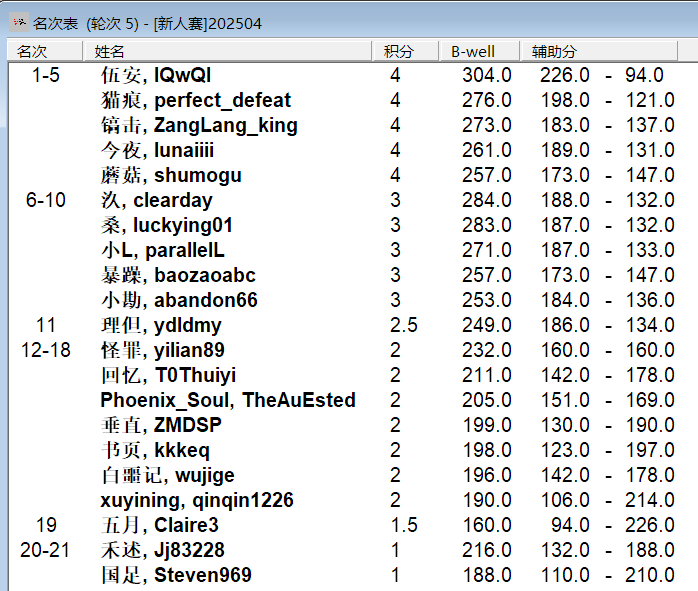 名次表 (轮次 5) - [新人赛]202504
名次 姓名 积分 B-well 辅助分
1-5 伍安, IQwQI 4 304.0 226.0 - 94.0
猫痕, perfect_defeat 4 276.0 198.0 - 121.0
镐击, ZangLang_king 4 273.0 183.0 - 137.0
今夜, lunaiiii 4 261.0 189.0 - 131.0
蘑菇, shumogu 4 257.0 173.0 - 147.0
6-10 氿, clearday 3 284.0 188.0 - 132.0
桑, luckying01 3 283.0 187.0 - 132.0
小L, parallelL 3 271.0 187.0 - 133.0
暴躁, baozaoabc 3 257.0 173.0 - 147.0
小勘, abandon66 3 253.0 184.0 - 136.0
11 理但, ydldmy 2.5 249.0 186.0 - 134.0
12-18 怪罪, yilian89 2 232.0 160.0 - 160.0
回忆, T0Thuiyi 2 211.0 142.0 - 178.0
Phoenix_Soul, TheAuEsted 2 205.0 151.0 - 169.0
垂直, ZMDSP 2 199.0 130.0 - 190.0
书页, kkkeq 2 198.0 123.0 - 197.0
白噩记, wujige 2 196.0 142.0 - 178.0
xuyining, qinqin1226 2 190.0 106.0 - 214.0
19 五月, Claire3 1.5 160.0 94.0 - 226.0
20-21 禾述, Jj83228 1 216.0 132.0 - 188.0
国足, Steven969 1 188.0 110.0 - 210.0